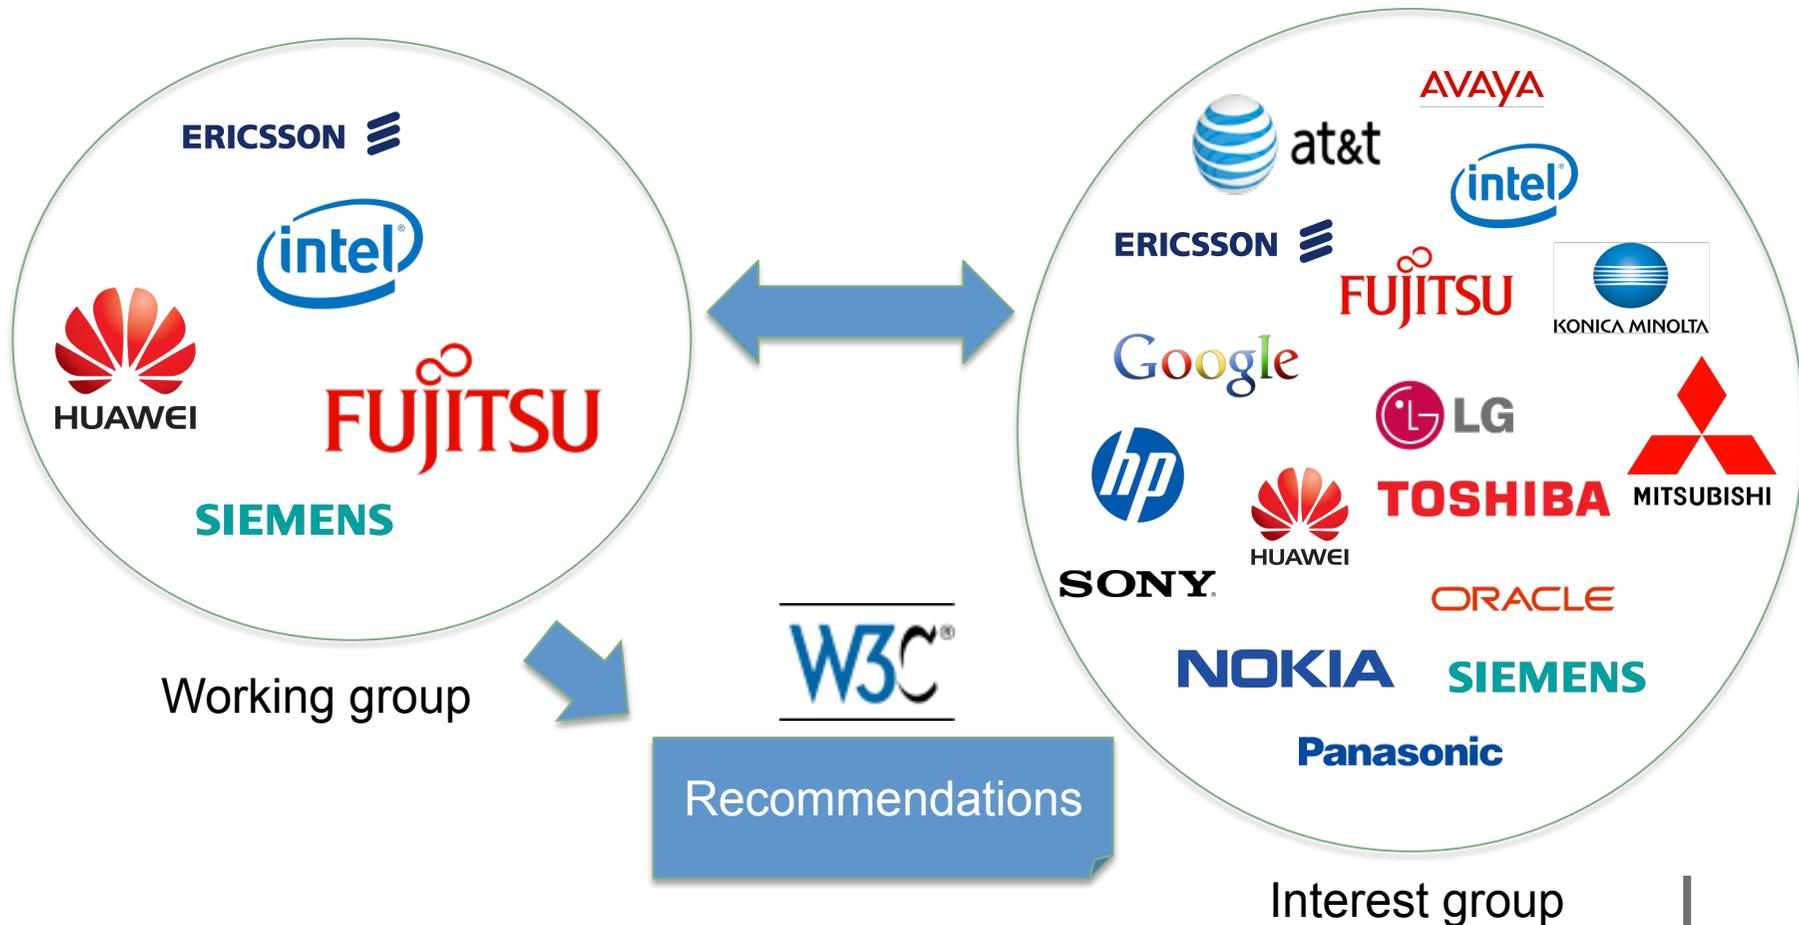 ERICSSON
intel®
HUAWEI
FUJITSU
SIEMENS
Working group
W3C®
Recommendations
AVAYA
at&t
intel®
ERICSSON
FUJITSU
KONICA MINOLTA
Google
LG
hp
HUAWEI
TOSHIBA
MITSUBISHI
SONY
ORACLE
NOKIA
SIEMENS
Panasonic
Interest group